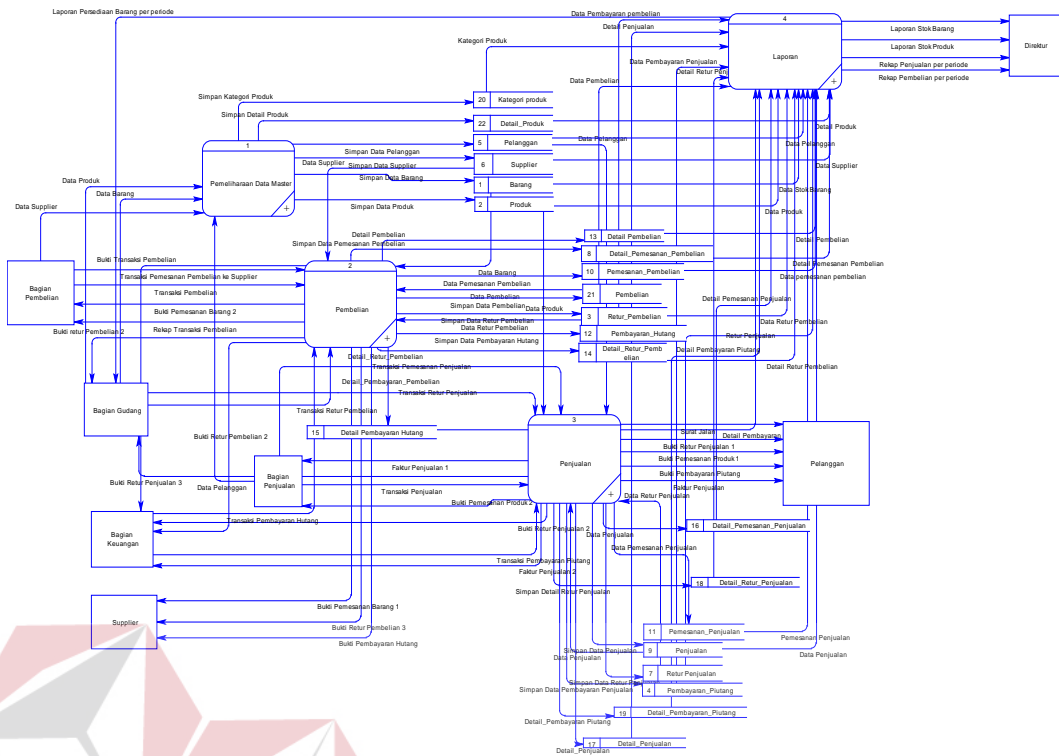 Laporan Persediaan Barang per periode
Data Pembayaran pembelian
Detail Penjualan
4
Laporan
+
Laporan Stok Barang
Laporan Stok Produk
Rekap Penjualan per periode
Rekap Pembelian per periode
Direktur
Kategori Produk
Data Pembayaran Penjualan
Detail Retur Penj
Data Pembelian
Simpan Kategori Produk
20 Kategori produk
Simpan Detail Produk
22 Detail_Produk
Detail Produk
5 Pelanggan
Data Pelanggan
Data Pelanggan
1
Pemeliharaan Data Master
+
Simpan Data Pelanggan
Data Supplier
Simpan Data Supplier
6 Supplier
Data Supplier
Simpan Data Barang
1 Barang
Data Stok Barang
2 Produk
Simpan Data Produk
Data Produk
Data Produk
Data Barang
Data Supplier
Detail Pembelian
13 Detail Pembelian
Detail Pembelian
Simpan Data Pemesanan Pembelian
8 Detail_Pemesanan_Pembelian
Detail Pemesanan Pembelian
Bukti Transaksi Pembelian
2
Pembelian
+
Data Barang
10 Pemesanan_Pembelian
Data pemesanan pembelian
Transaksi Pemesanan Pembelian ke Supplier
Bagian
Pembelian
Data Pemesanan Pembelian
21 Pembelian
Transaksi Pembelian
Data Pembelian
Detail Pemesanan Penjualan
Simpan Data Pembelian
Data Produk
3 Retur_Pembelian
Bukti Pemesanan Barang 2
Simpan Data Retur Pembelian
Data Retur Pembelian
Bukti retur Pembelian 2
Rekap Transaksi Pembelian
Data Retur Pembelian
12 Pembayaran_Hutang
Retur Penjualan
Simpan Data Pembayaran Hutang
14 Detail_Retur_Pemb
elian
Detail Pembayaran Piutang
Detail_Retur_Pembelian
Transaksi Pemesanan Penjualan
Detail Retur Pembelian
Detail_Pembayaran_Pembelian
Bagian Gudang
Transaksi Retur Penjualan
Transaksi Retur Pembelian
3
Penjualan
+
15 Detail Pembayaran Hutang
Bukti Retur Pembelian 2
Surat Jalan
Detail Pembayaran
Bukti Retur Penjualan 1
Bukti Pemesanan Produk1
Bukti Pembayaran Piutang
Faktur Penjualan
Pelanggan
Bagian
Penjualan
Faktur Penjualan 1
Bukti Retur Penjualan 3
Data Pelanggan
Transaksi Penjualan
Data Retur Penjualan
Bukti Pemesanan Produk 2
Bagian
Keuangan
Transaksi Pembayaran Hutang
Bukti Retur Penjualan 2
Data Penjualan
16 Detail_Pemesanan_Penjualan
Data Pemesanan Penjualan
Transaksi Pembayaran Piutang
Faktur Penjualan 2
18 Detail_Retur_Penjualan
Simpan Detail Retur Penjualan
Supplier
Bukti Pemesanan Barang 1
Bukti Retur Pembelian 3
Bukti Pembayaran Hutang
11 Pemesanan_Penjualan
Pemesanan Penjualan
9 Penjualan
Data Penjualan
Simpan Data Penjualan
Data Penjualan
7 Retur Penjualan
Simpan Data Retur Penjualan
4 Pembayaran_Piutang
Simpan Data Pembayaran Penjualan
19 Detail_Pembayaran_Piutang
Detail_Pembayaran Piutang
17 Detail_Penjualan
Detail_Penjualan